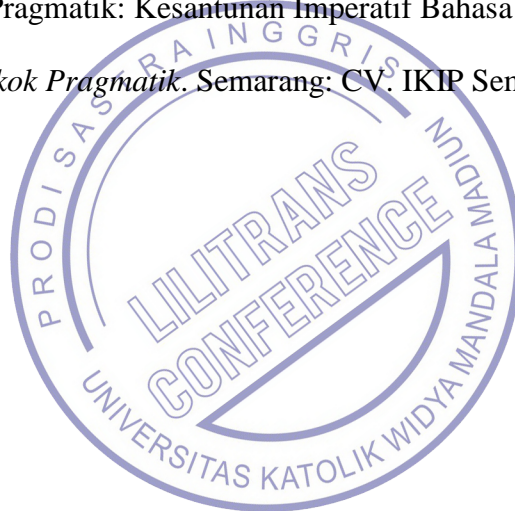 Pragmatik: Kesantunan Imperatif Bahasa
kok Pragmatik. Semarang: CV. IKIP Sem
PRODI SASTRA INGGRIS
LILITRANS
CONFERENCE
UNIVERSITAS KATOLIK WIDYA MANDALA MADIUN